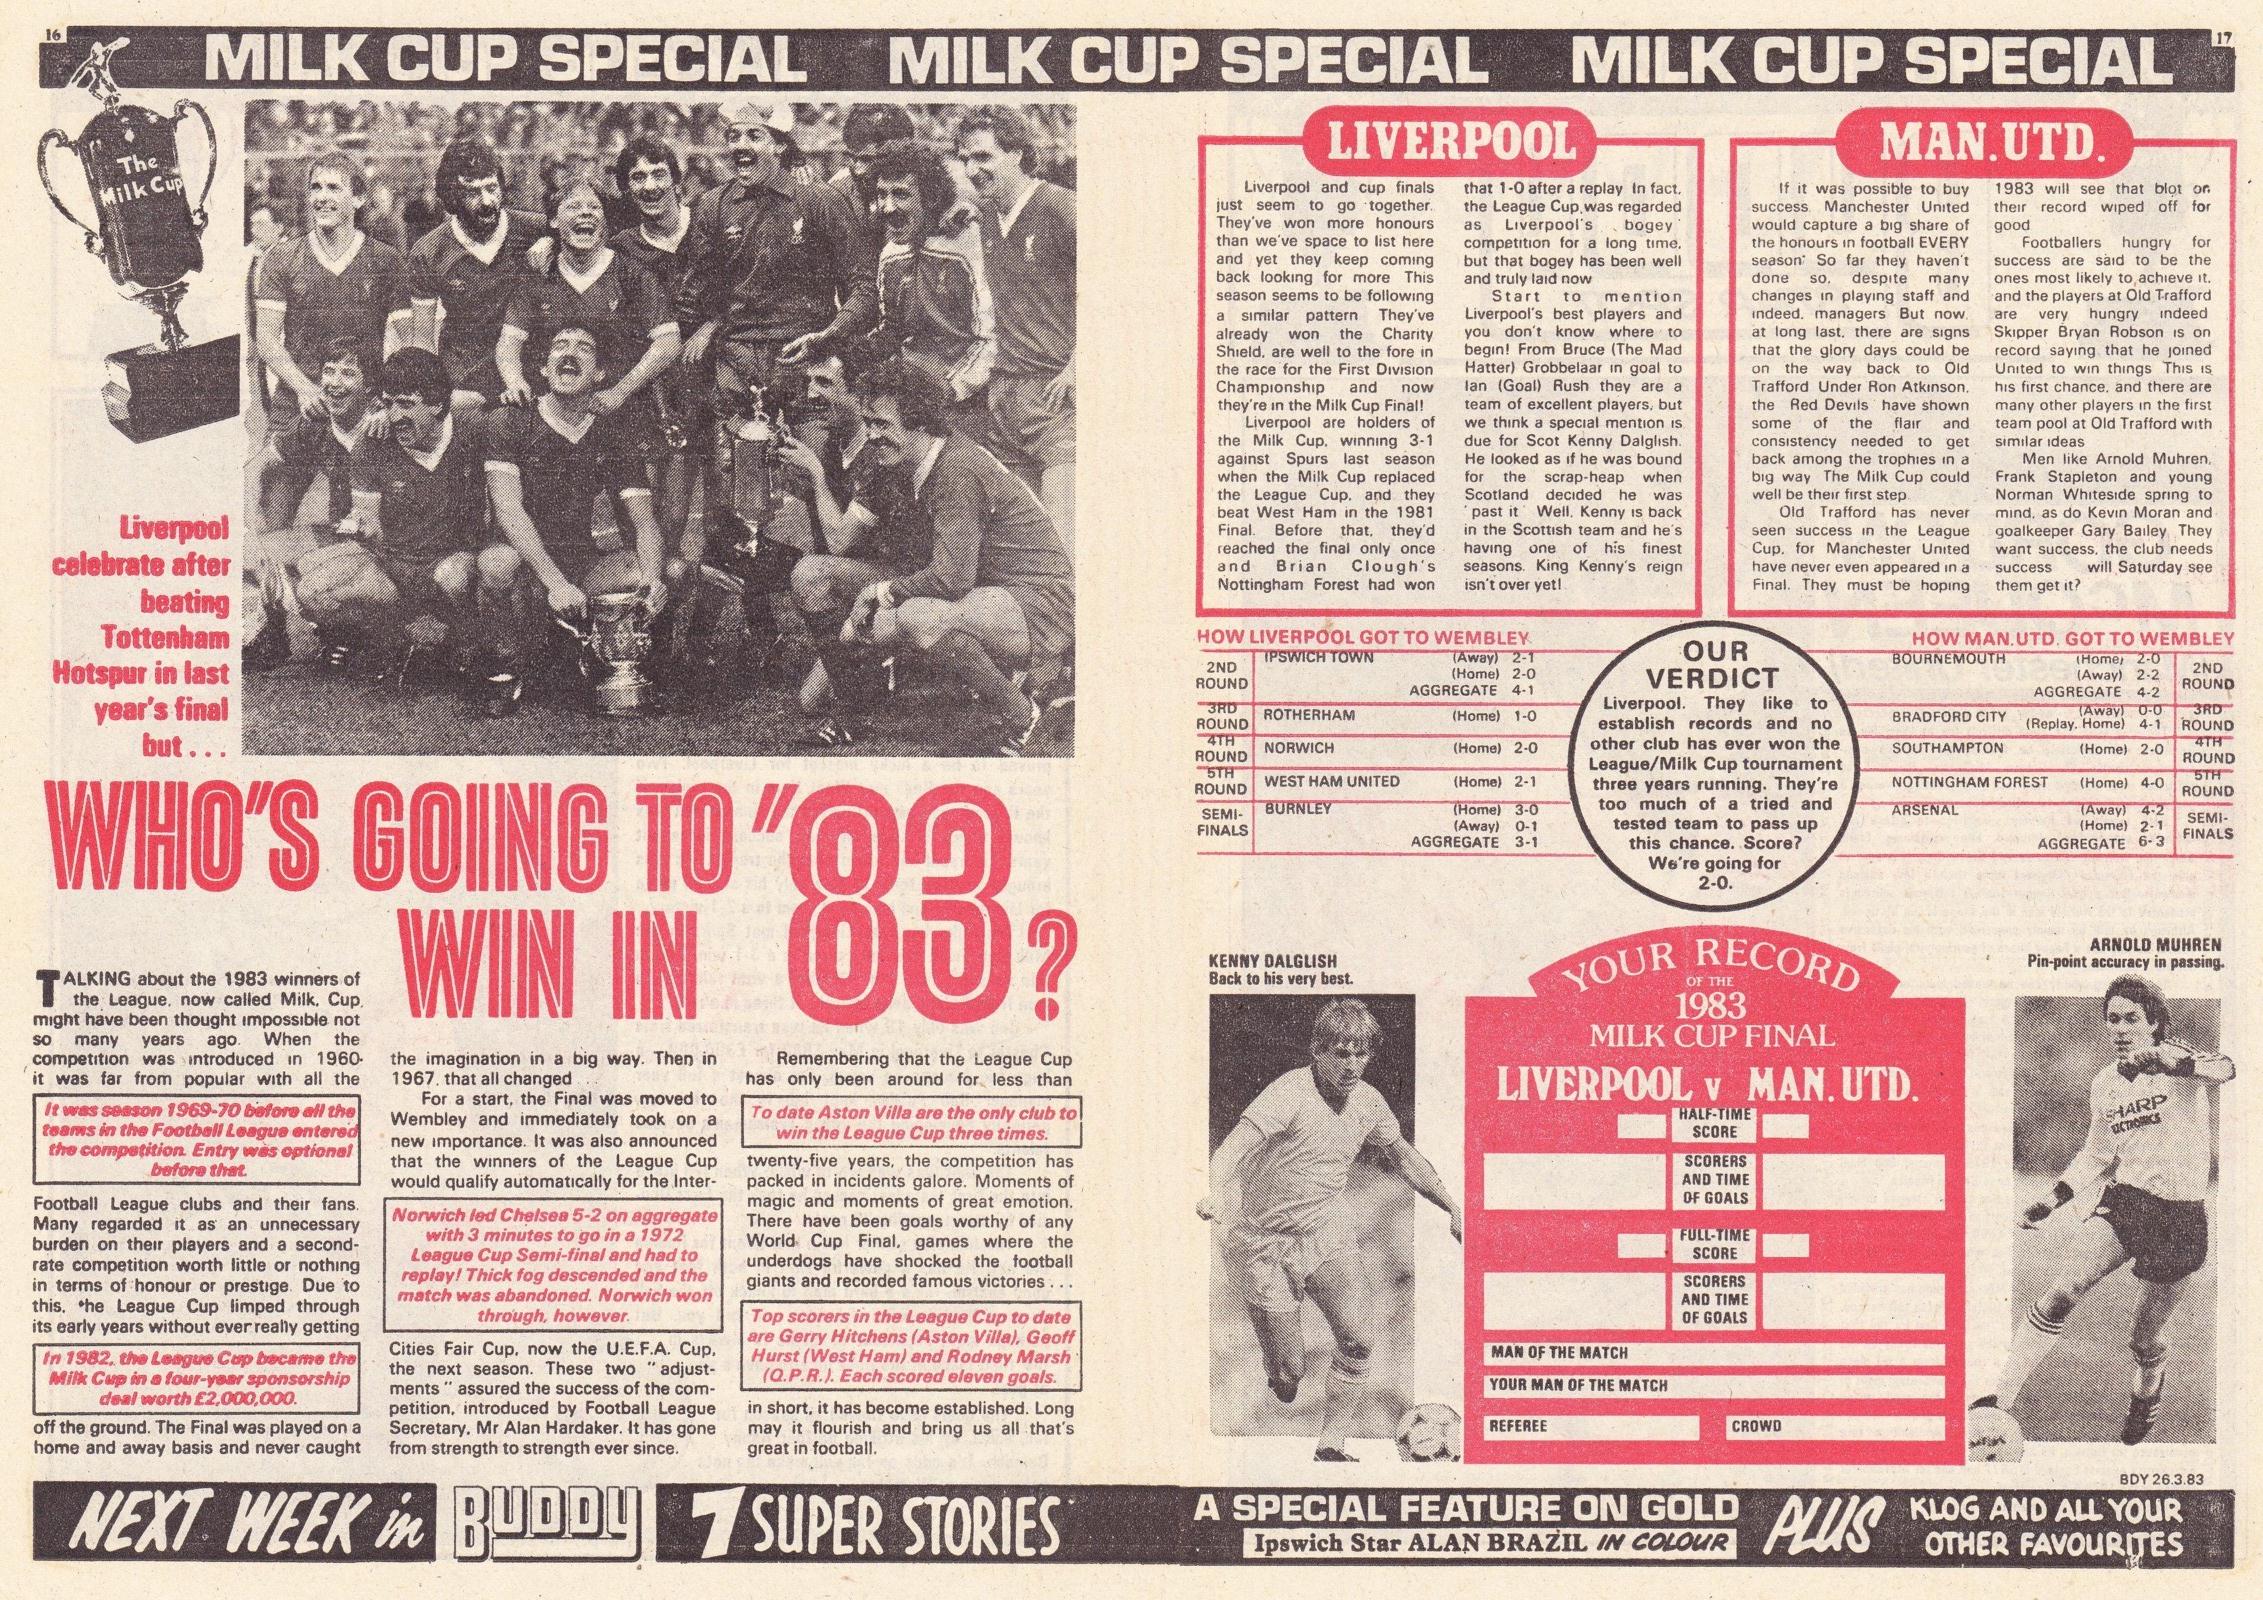 16
MILK CUP SPECIAL MILK CUP SPECIAL MILK CUP SPECIAL
17
The
Milk Cup
Liverpool
celebrate after
beating
Tottenham
Hotspur in last
year's final
but...
WHO"S GOING TO
WIN IN "83?
TALKING about the 1983 winners of
the League, now called Milk, Cup,
might have been thought impossible not
so many years ago. When the
competition was introduced in 1960-
it was far from popular with all the
It was season 1969-70 before all the
teams in the Football League entered
the competition. Entry was optional
before that.
Football League clubs and their fans.
Many regarded it as an unnecessary
burden on their players and a second-
rate competition worth little or nothing
in terms of honour or prestige. Due to
this, the League Cup limped through
its early years without ever really getting
In 1982, the League Cup became the
Milk Cup in a four-year sponsorship
deal worth £2,000,000.
off the ground. The Final was played on a
home and away basis and never caught
the imagination in a big way. Then in
1967, that all changed ...
For a start, the Final was moved to
Wembley and immediately took on a
new importance. It was also announced
that the winners of the League Cup
would qualify automatically for the Inter-
Norwich led Chelsea 5-2 on aggregate
with 3 minutes to go in a 1972
League Cup Semi-final and had to
replay! Thick fog descended and the
match was abandoned. Norwich won
through, however.
Cities Fair Cup, now the U.E.F.A. Cup,
the next season. These two "adjust-
ments" assured the success of the com-
petition, introduced by Football League
Secretary, Mr Alan Hardaker. It has gone
from strength to strength ever since.
Remembering that the League Cup
has only been around for less than
To date Aston Villa are the only club to
win the League Cup three times.
twenty-five years, the competition has
packed in incidents galore. Moments of
magic and moments of great emotion.
There have been goals worthy of any
World Cup Final, games where the
underdogs have shocked the football
giants and recorded famous victories ...
Top scorers in the League Cup to date
are Gerry Hitchens (Aston Villa), Geoff
Hurst (West Ham) and Rodney Marsh
(Q.P.R.). Each scored eleven goals.
in short, it has become established. Long
may it flourish and bring us all that's
great in football.
LIVERPOOL
Liverpool and cup finals
just seem to go together.
They've won more honours
than we've space to list here
and yet they keep coming
back looking for more This
season seems to be following
a similar pattern They've
already won the Charity
Shield, are well to the fore in
the race for the First Division
Championship and now
they're in the Milk Cup Final!
Liverpool are holders of
the Milk Cup, winning 3-1
against Spurs last season
when the Milk Cup replaced
the League Cup, and they
beat West Ham in the 1981
Final. Before that, they'd
reached the final only once
and Brian Clough's
Nottingham Forest had won
that 1-0 after a replay In fact,
the League Cup was regarded
as Liverpool's bogey
competition for a long time,
but that bogey has been well
and truly laid now
Start to mention
Liverpool's best players and
you don't know where to
begin! From Bruce (The Mad
Hatter) Grobbelaar in goal to
Ian (Goal) Rush they are a
team of excellent players, but
we think a special mention is
due for Scot Kenny Dalglish.
He looked as if he was bound
for the scrap-heap when
Scotland decided he was
'past it' Well, Kenny is back
in the Scottish team and he's
having one of his finest
seasons. King Kenny's reign
isn't over yet!
MAN.UTD.
If it was possible to buy
success, Manchester United
would capture a big share of
the honours in football EVERY
season! So far they haven't
done so, despite many
changes in playing staff and
indeed, managers But now,
at long last, there are signs
that the glory days could be
on the way back to Old
Trafford Under Ron Atkinson,
the Red Devils have shown
some of the flair and
consistency needed to get
back among the trophies in a
big way The Milk Cup could
well be their first step
Old Trafford has never
seen success in the League
Cup, for Manchester United
have never even appeared in a
Final. They must be hoping
1983 will see that blot on
their record wiped off for
good
Footballers hungry for
success are said to be the
ones most likely to achieve it,
and the players at Old Trafford
are very hungry indeed
Skipper Bryan Robson is on
record saying that he joined
United to win things This is
his first chance, and there are
many other players in the first
team pool at Old Trafford with
similar ideas
Men like Arnold Muhren,
Frank Stapleton and young
Norman Whiteside spring to
mind, as do Kevin Moran and
goalkeeper Gary Bailey They
want success, the club needs
success will Saturday see
them get it?
HOW LIVERPOOL GOT TO WEMBLEY
2ND ROUND IPSWICH TOWN (Away) 2-1
(Home) 2-0
AGGREGATE 4-1
3RD ROUND ROTHERHAM (Home) 1-0
4TH ROUND NORWICH (Home) 2-0
5TH ROUND WEST HAM UNITED (Home) 2-1
SEMI-FINALS BURNLEY (Home) 3-0
(Away) 0-1
AGGREGATE 3-1
OUR
VERDICT
Liverpool. They like to
establish records and no
other club has ever won the
League/Milk Cup tournament
three years running. They're
too much of a tried and
tested team to pass up
this chance. Score?
We're going for
2-0.
HOW MAN.UTD. GOT TO WEMBLEY
BOURNEMOUTH (Home) 2-0 2ND ROUND
(Away) 2-2
AGGREGATE 4-2
BRADFORD CITY (Away) 0-0 3RD ROUND
(Replay, Home) 4-1
SOUTHAMPTON (Home) 2-0 4TH ROUND
NOTTINGHAM FOREST (Home) 4-0 5TH ROUND
ARSENAL (Away) 4-2 SEMI-FINALS
(Home) 2-1
AGGREGATE 6-3
KENNY DALGLISH
Back to his very best.
YOUR RECORD
OF THE
1983
MILK CUP FINAL
LIVERPOOL v MAN. UTD.
HALF-TIME
SCORE
SCORERS
AND TIME
OF GOALS
FULL-TIME
SCORE
SCORERS
AND TIME
OF GOALS
MAN OF THE MATCH
YOUR MAN OF THE MATCH
REFEREE
CROWD
ARNOLD MUHREN
Pin-point accuracy in passing.
SHARP
ELECTRONICS
BDY 26.3.83
NEXT WEEK in BUDDY 7 SUPER STORIES
A SPECIAL FEATURE ON GOLD
Ipswich Star ALAN BRAZIL IN COLOUR
PLUS
KLOG AND ALL YOUR
OTHER FAVOURITES